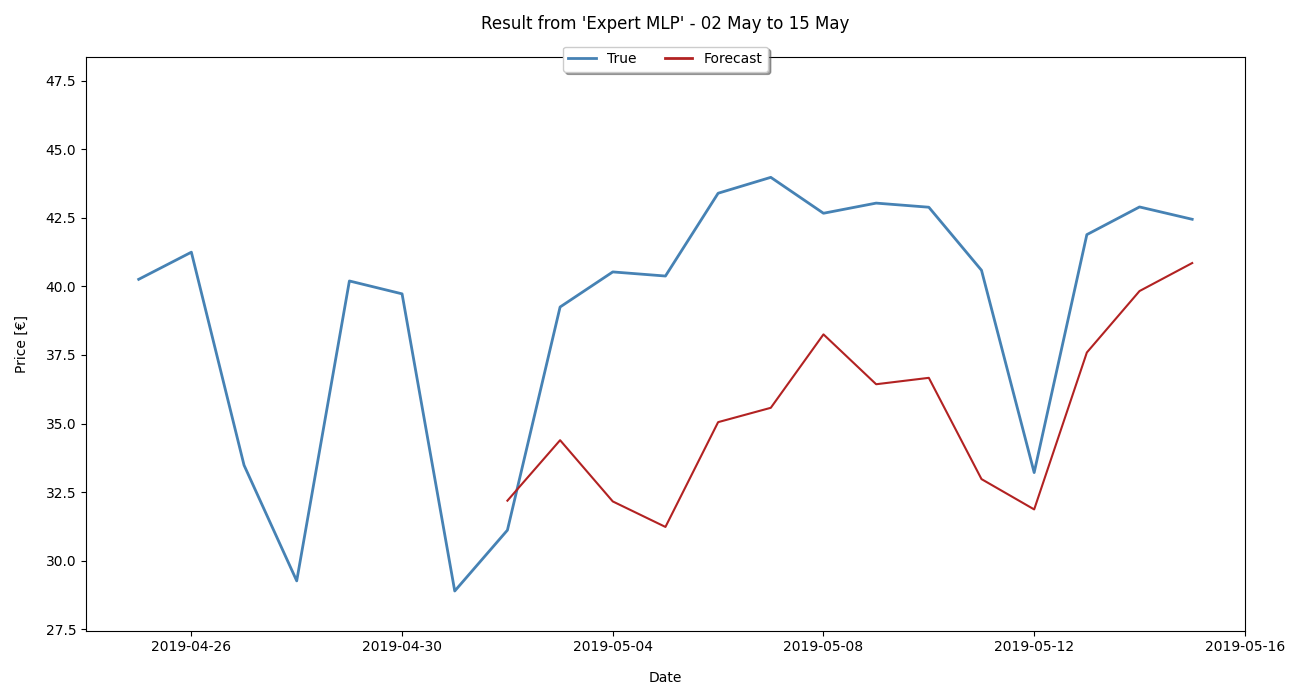 Result from 'Expert MLP' - 02 May to 15 May
True Forecast
47.5
45.0
42.5
40.0
37.5
35.0
32.5
30.0
27.5
Price [€]
2019-04-26 2019-04-30 2019-05-04 2019-05-08 2019-05-12 2019-05-16
Date